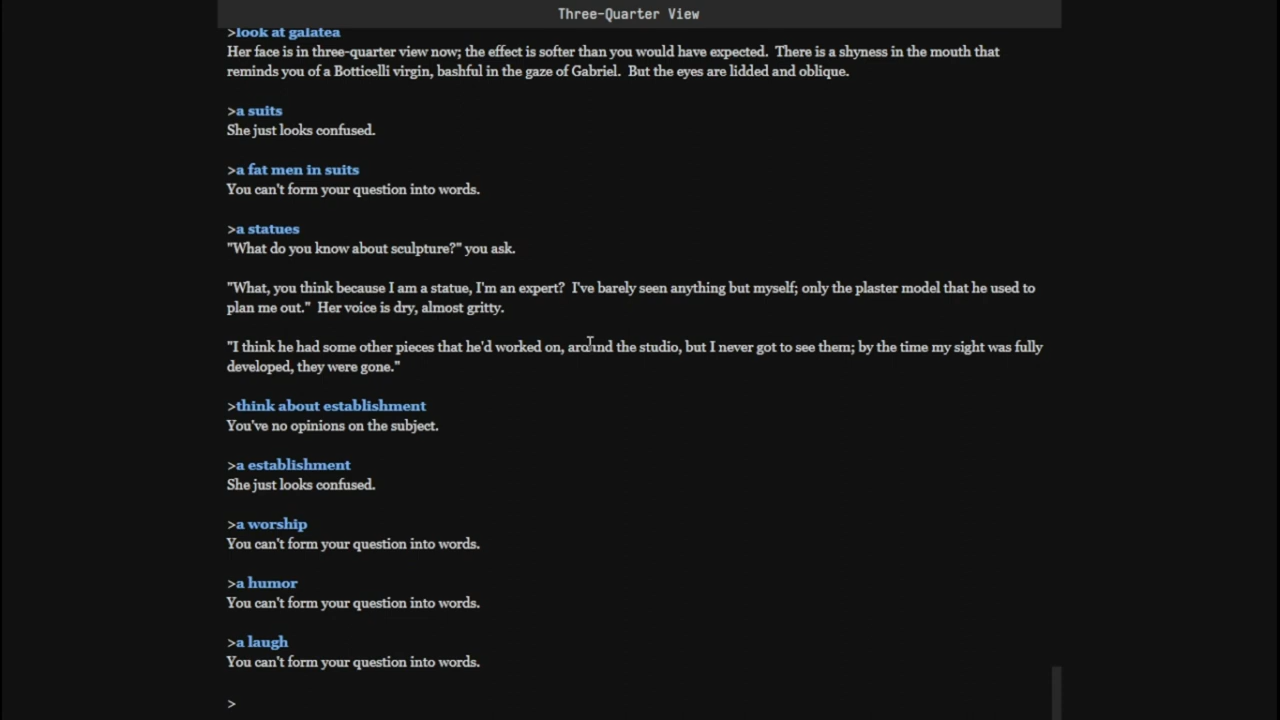 Three-Quarter View
>look at galatea
Her face is in three-quarter view now; the effect is softer than you would have expected.  There is a shyness in the mouth that
reminds you of a Botticelli virgin, bashful in the gaze of Gabriel.  But the eyes are lidded and oblique.
>a suits
She just looks confused.
>a fat men in suits
You can't form your question into words.
>a statues
"What do you know about sculpture?" you ask.
"What, you think because I am a statue, I'm an expert?  I've barely seen anything but myself; only the plaster model that he used to
plan me out."  Her voice is dry, almost gritty.
"I think he had some other pieces that he'd worked on, around the studio, but I never got to see them; by the time my sight was fully
developed, they were gone."
>think about establishment
You've no opinions on the subject.
>a establishment
She just looks confused.
>a worship
You can't form your question into words.
>a humor
You can't form your question into words.
>a laugh
You can't form your question into words.
>